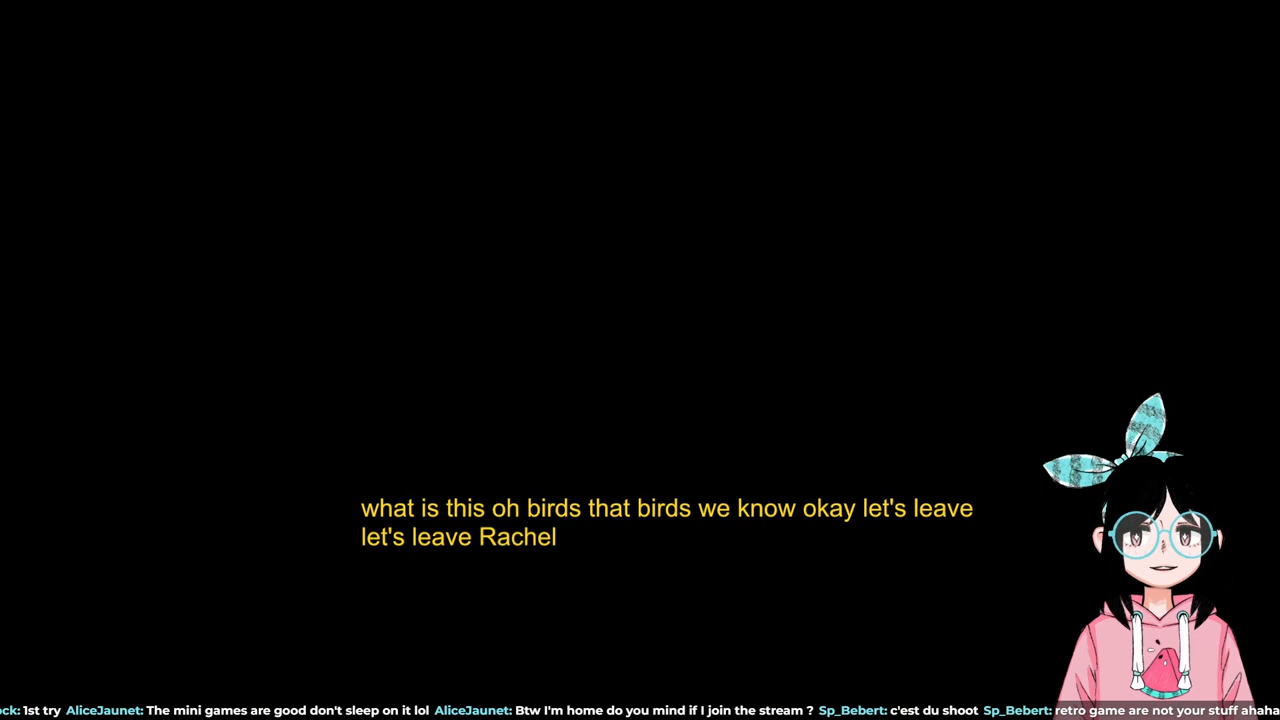 what is this oh birds that birds we know okay let's leave
let's leave Rachel
ock: 1st try AliceJaunet: The mini games are good don't sleep on it lol AliceJaunet: Btw I'm home do you mind if I join the stream ? Sp_Bebert: c'est du shoot Sp_Bebert: retro game are not your stuff ahaha